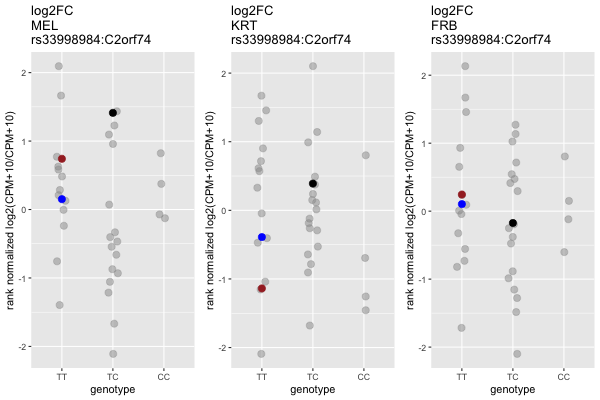 log2FC
MEL
rs33998984:C2orf74
rank normalized log2(CPM+10/CPM+10)
2
1
0
-1
-2
TT
TC
CC
genotype
log2FC
KRT
rs33998984:C2orf74
rank normalized log2(CPM+10/CPM+10)
2
1
0
-1
-2
TT
TC
CC
genotype
log2FC
FRB
rs33998984:C2orf74
rank normalized log2(CPM+10/CPM+10)
2
1
0
-1
-2
TT
TC
CC
genotype